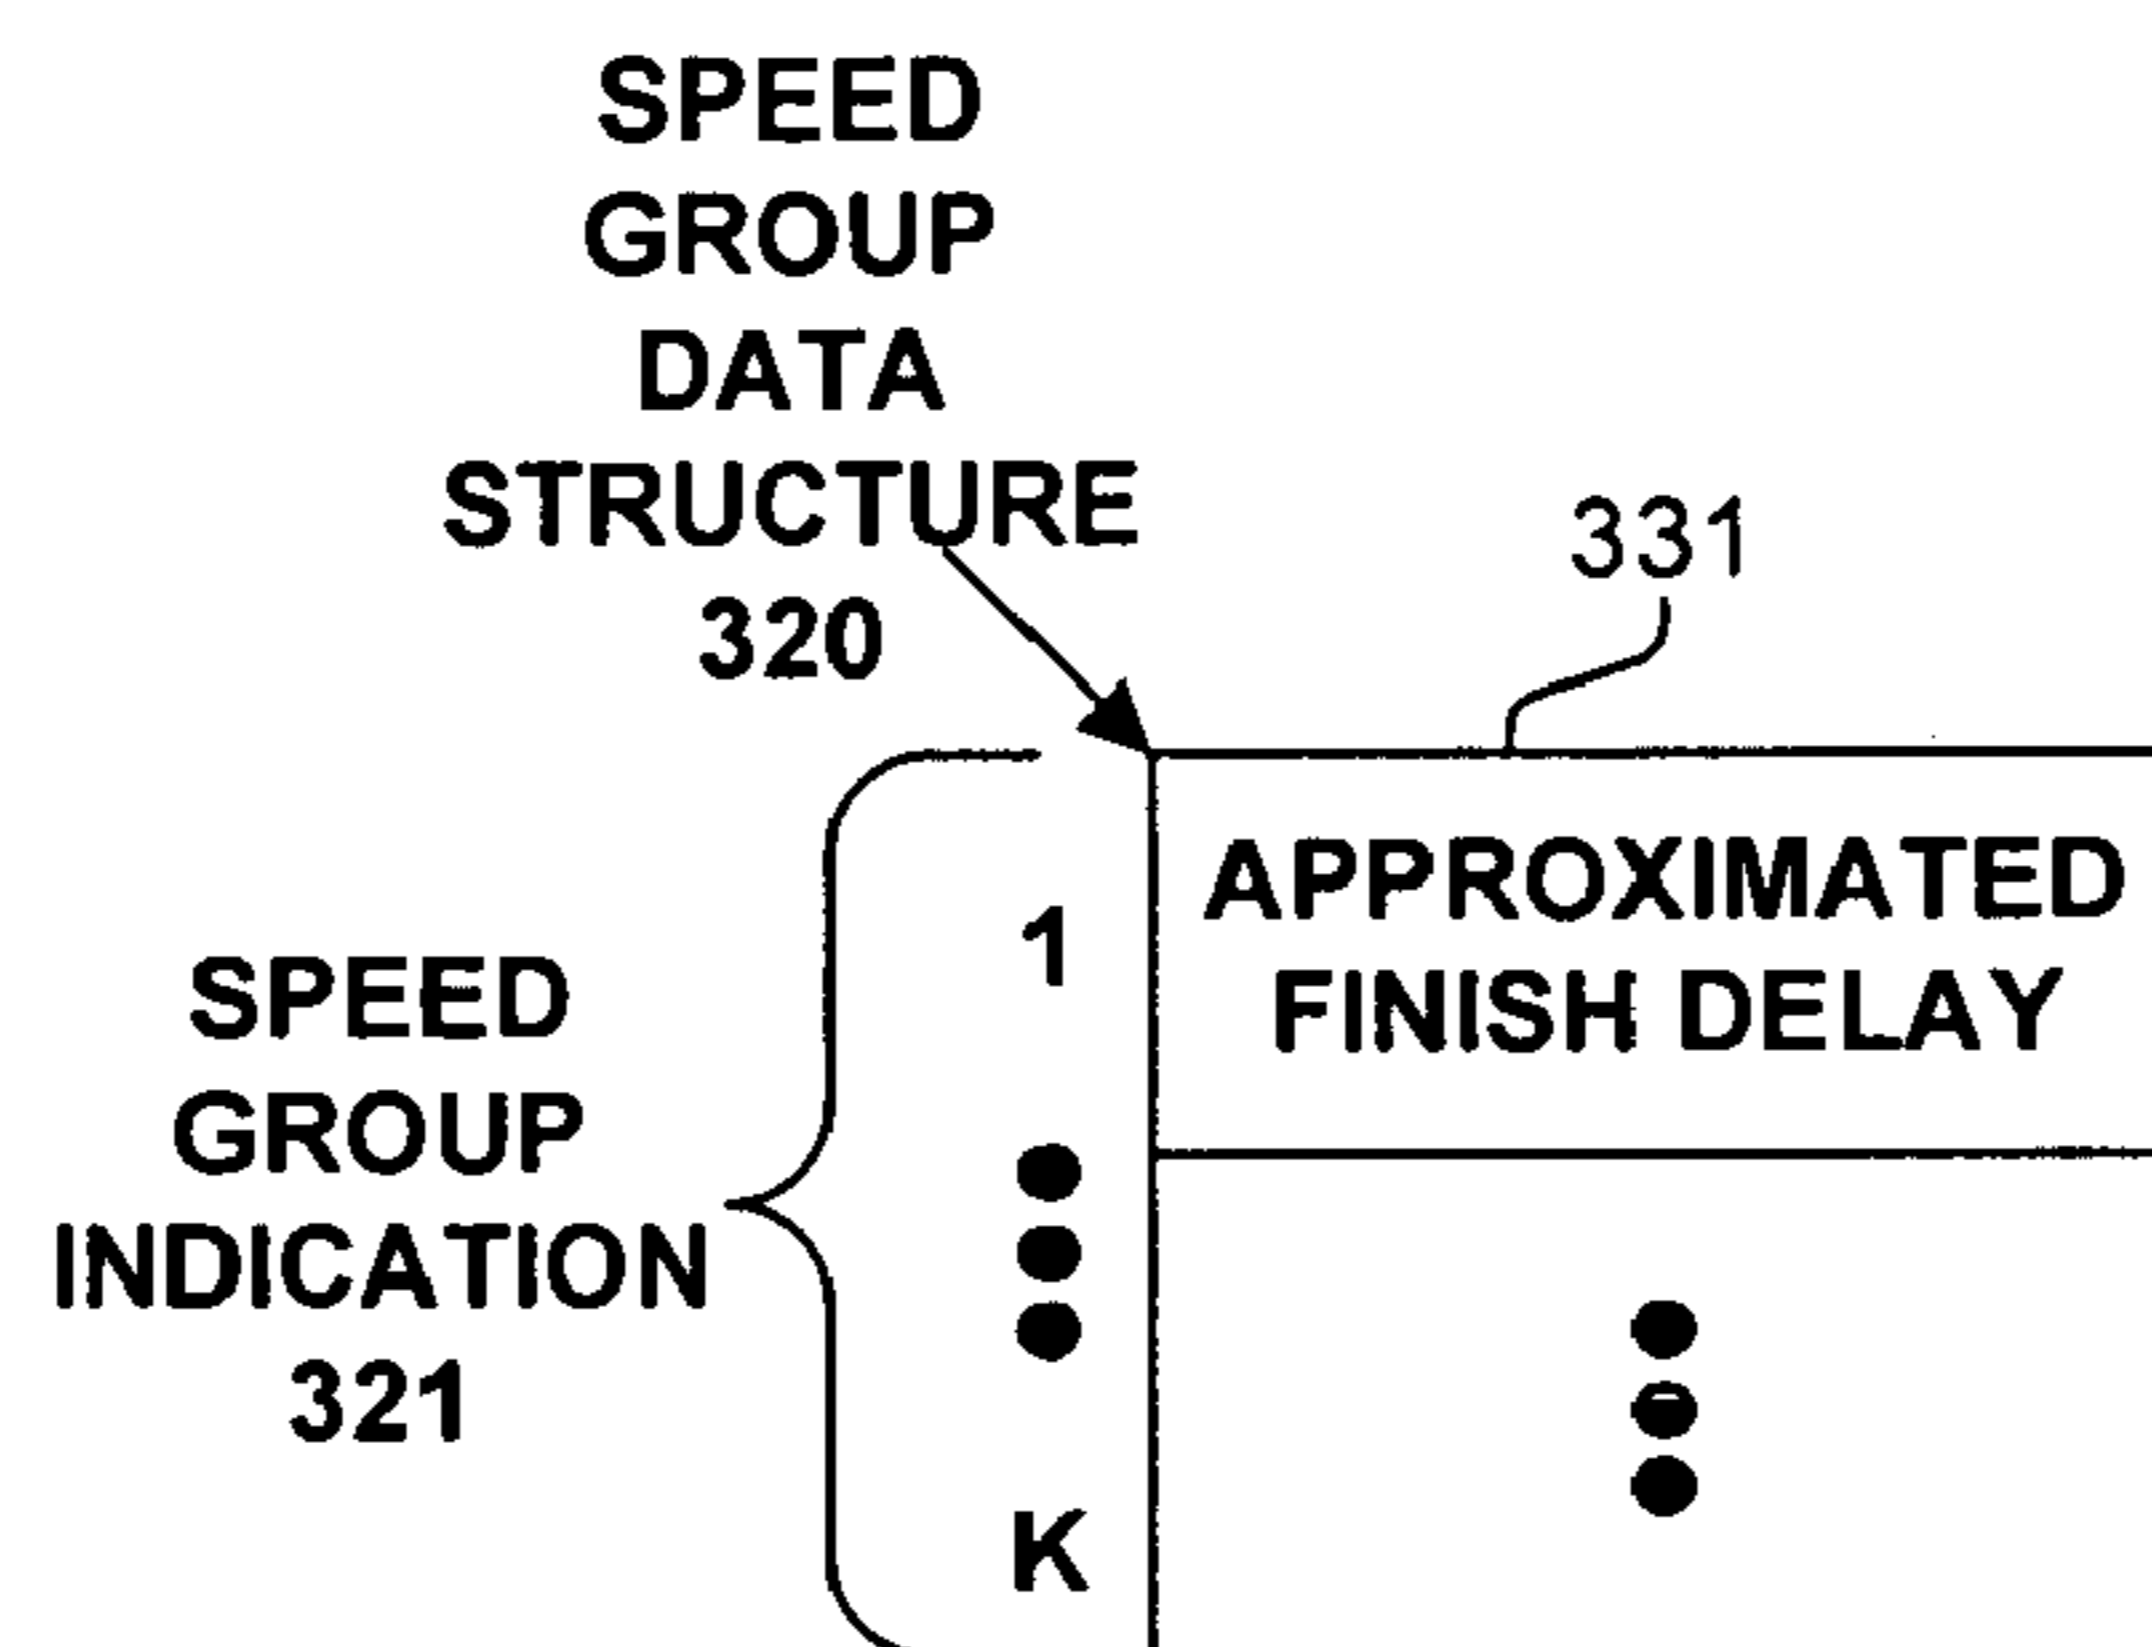 SPEED
GROUP
DATA
STRUCTURE
320
331
SPEED
GROUP
INDICATION
321
1
K
APPROXIMATED
FINISH DELAY